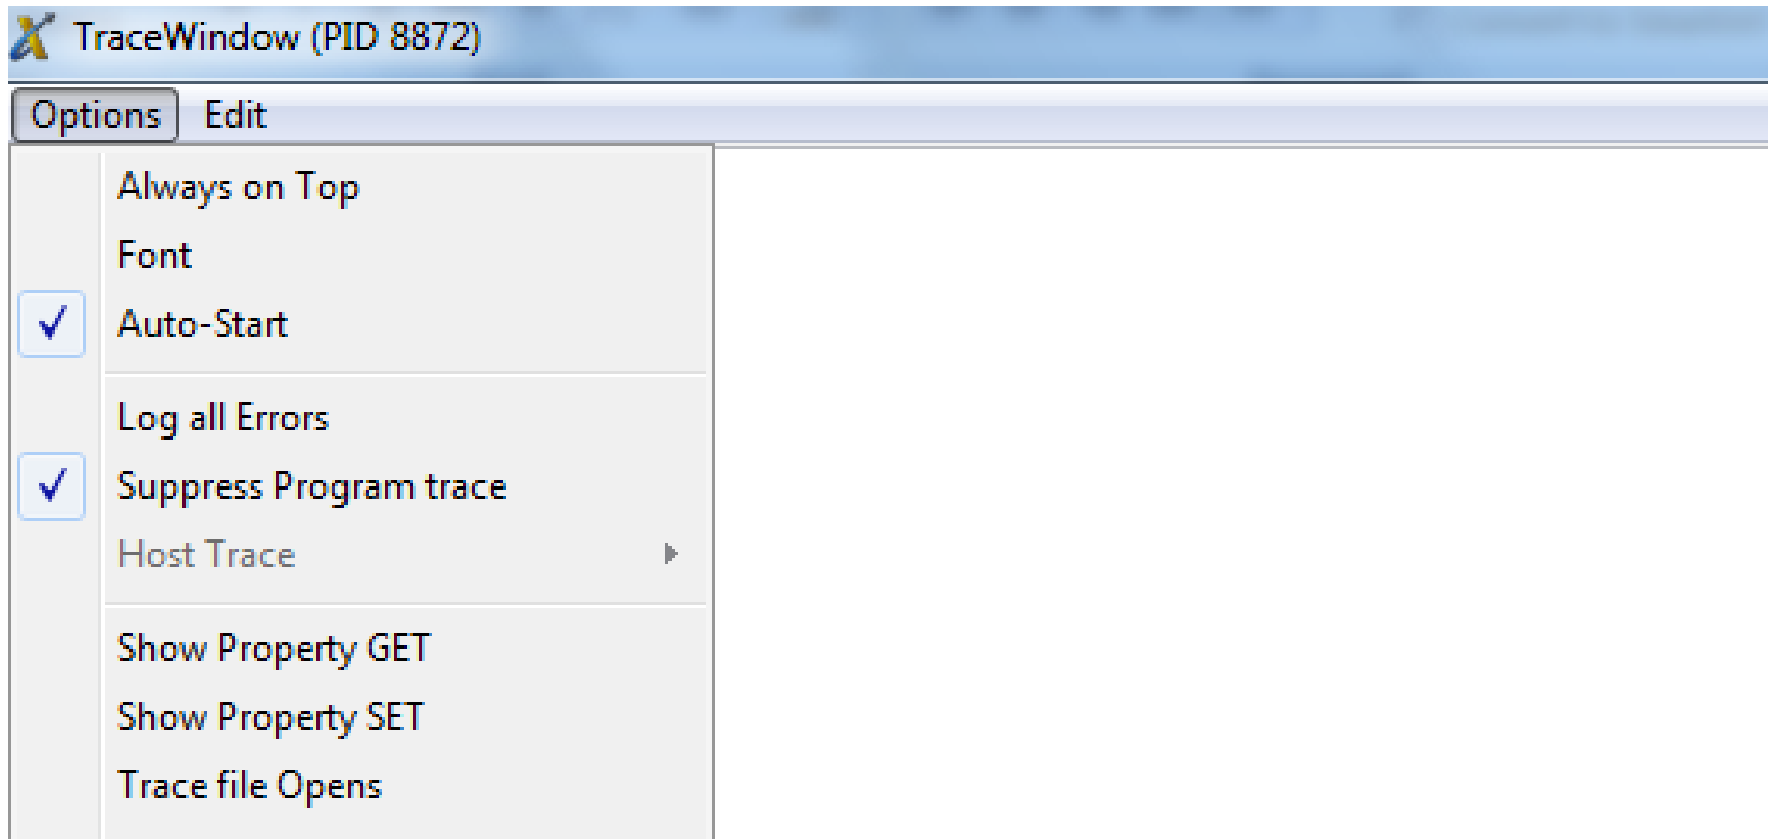 TraceWindow (PID 8872)
Options Edit
Always on Top
Font
Auto-Start
Log all Errors
Suppress Program trace
Host Trace
Show Property GET
Show Property SET
Trace file Opens